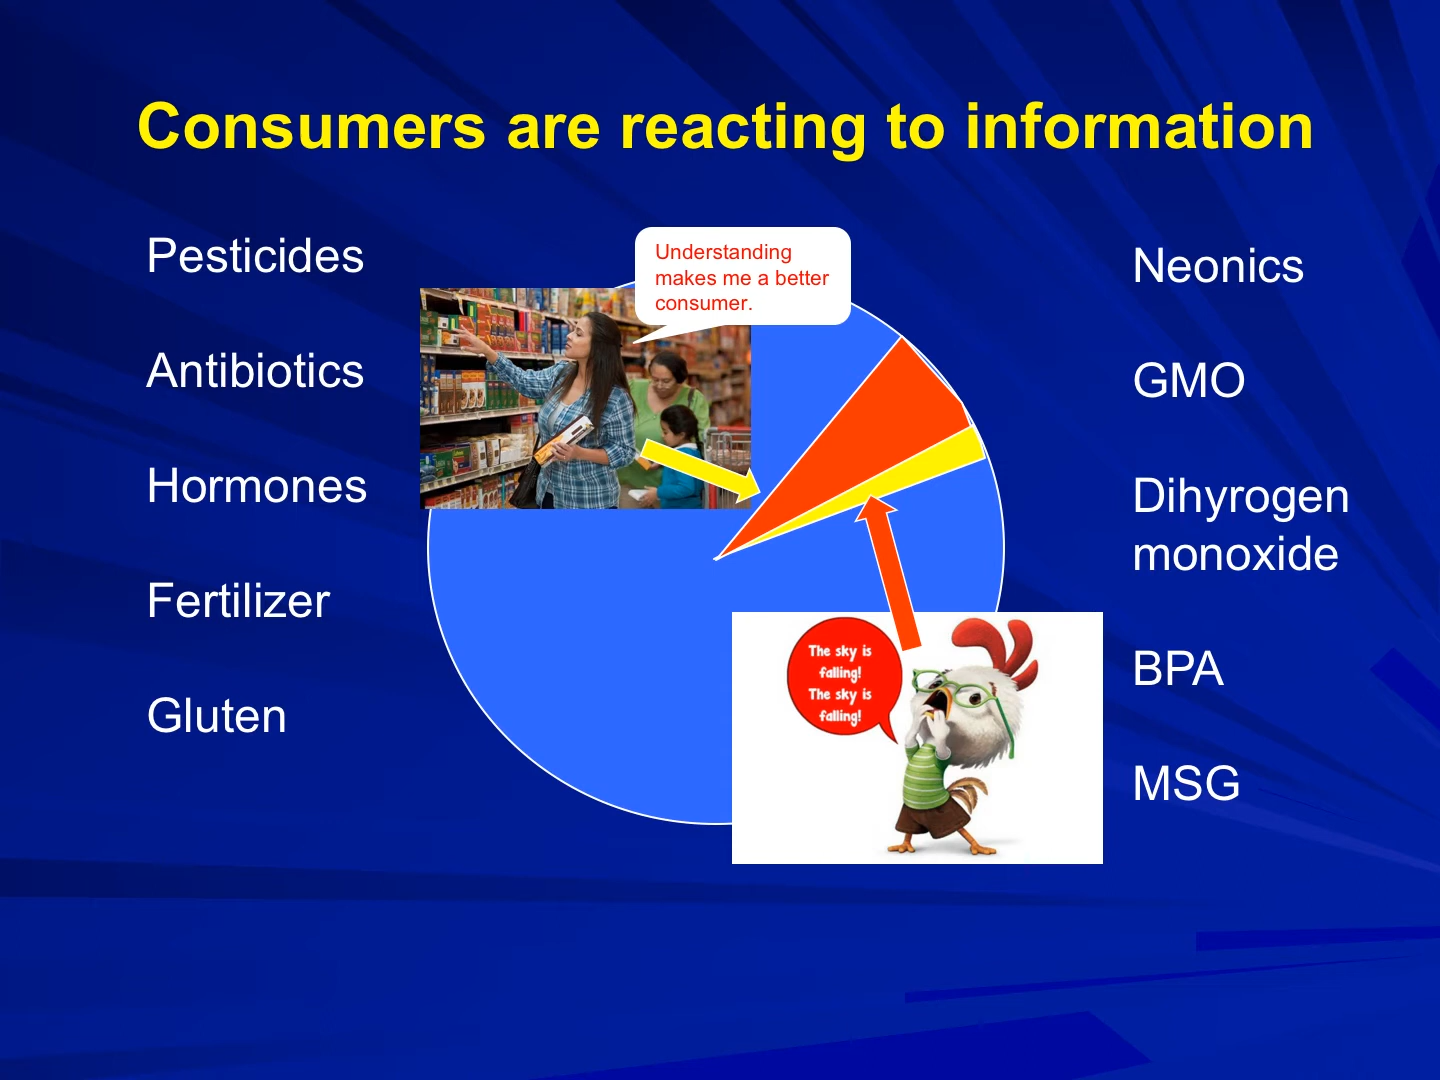 Consumers are reacting to information
Pesticides
Antibiotics
Hormones
Fertilizer
Gluten
Understanding
makes me a better
consumer.
The sky is
falling!
The sky is
falling!
Neonics
GMO
Dihyrogen
monoxide
BPA
MSG